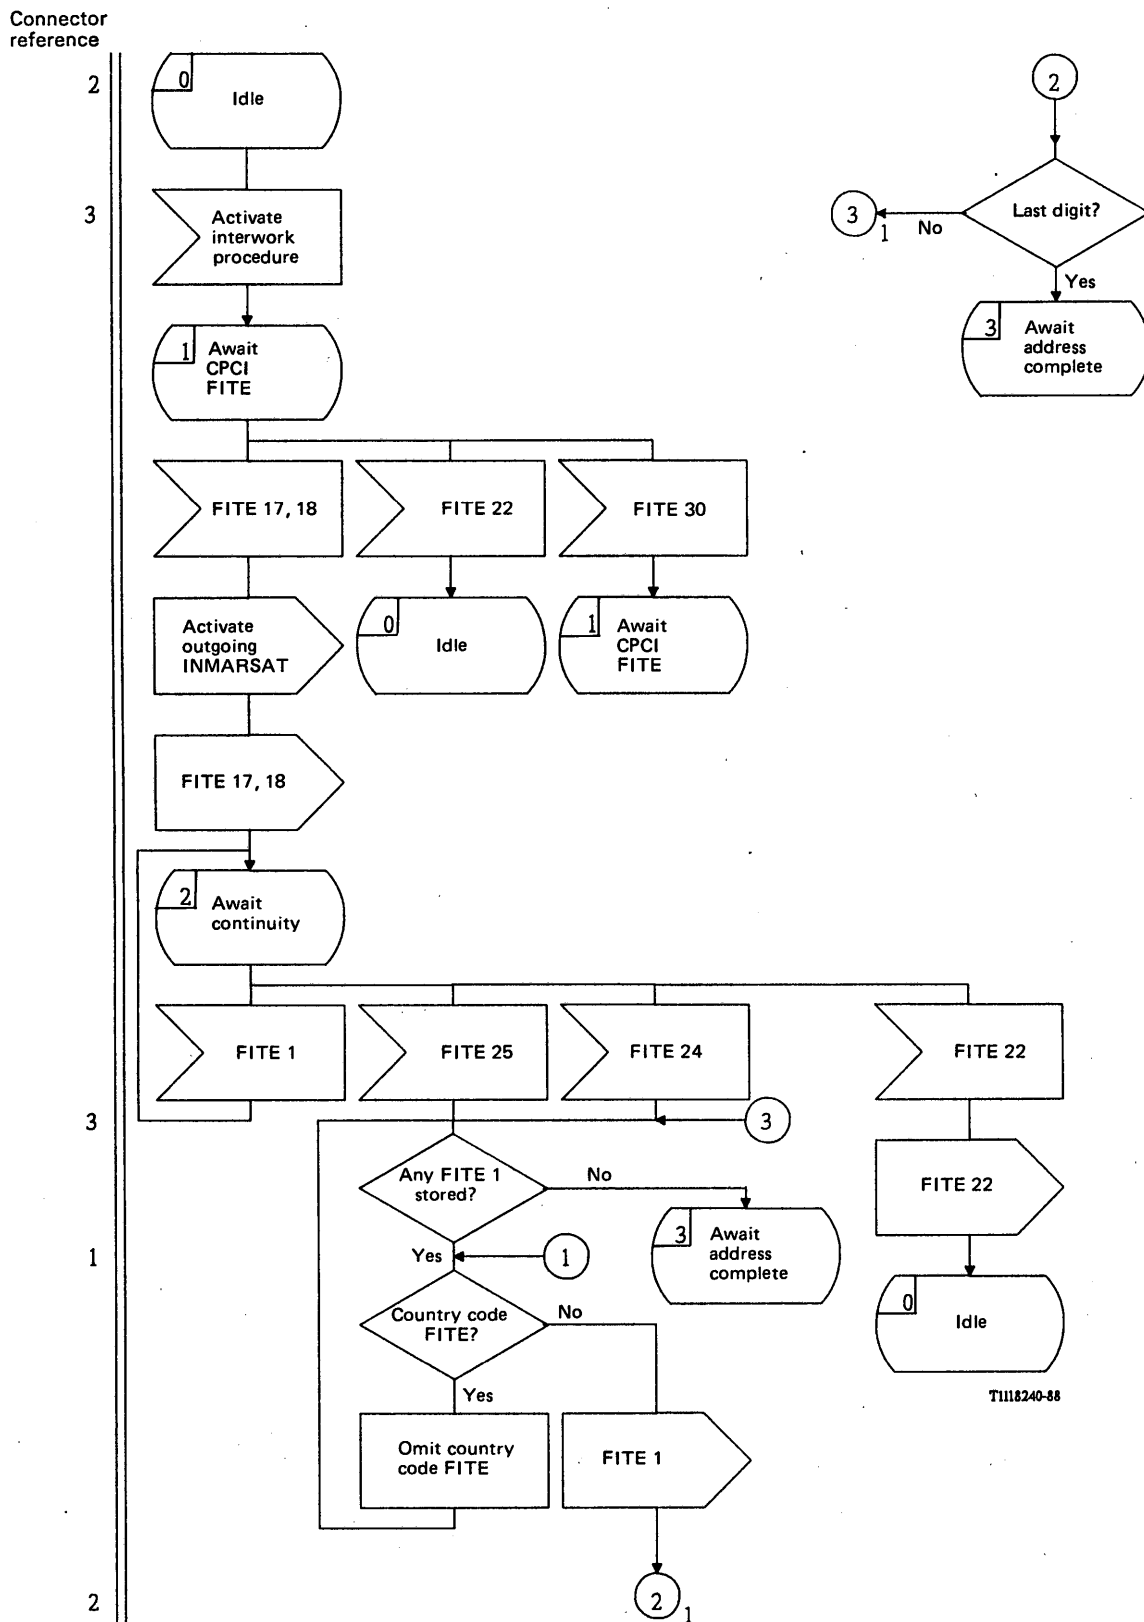 Connector
reference
2
0
Idle
2
3
Activate
interwork
procedure
3
1
No
Last digit?
Yes
1
Await
CPCI
FITE
3
Await
address
complete
FITE 17, 18
FITE 22
FITE 30
Activate
outgoing
INMARSAT
0
Idle
1
Await
CPCI
FITE
FITE 17, 18
2
Await
continuity
FITE 1
FITE 25
FITE 24
FITE 22
3
3
Any FITE 1
stored?
No
FITE 22
3
Await
address
complete
1
Yes
1
Country code
FITE?
No
0
Idle
Yes
T1118240-88
Omit country
code FITE
FITE 1
2
2
1